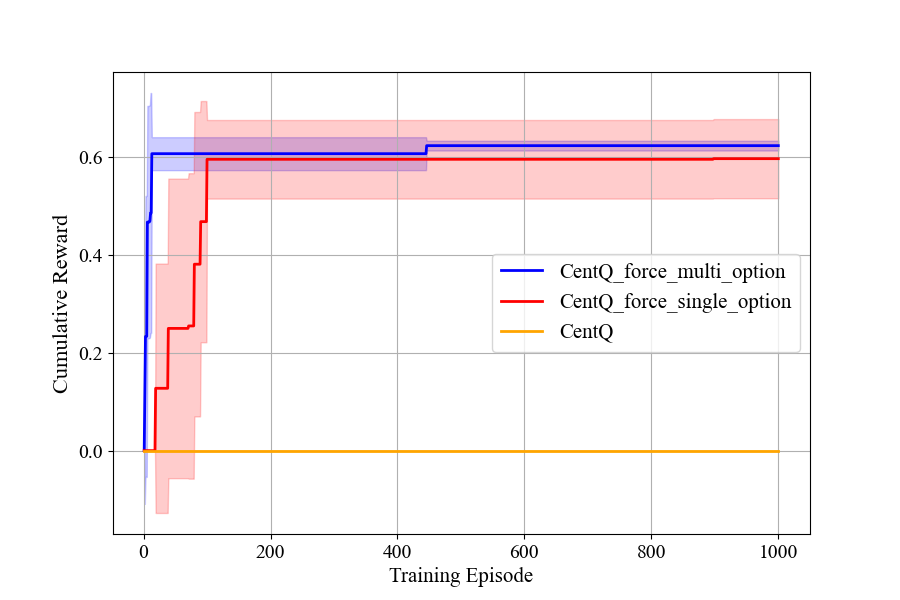 Cumulative Reward
0.6
0.4
0.2
0.0
CentQ_force_multi_option
CentQ_force_single_option
CentQ
0 200 400 600 800 1000
Training Episode